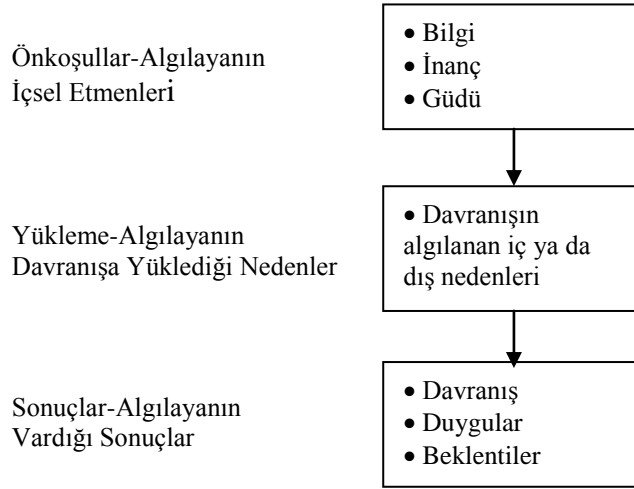 Önkoşullar-Algılayanın
İçsel Etmenleri
• Bilgi
• İnanç
• Güdü
Yükleme-Algılayanın
Davranışa Yüklediği Nedenler
• Davranışın
algılanan iç ya da
dış nedenleri
Sonuçlar-Algılayanın
Vardığı Sonuçlar
• Davranış
• Duygular
• Beklentiler